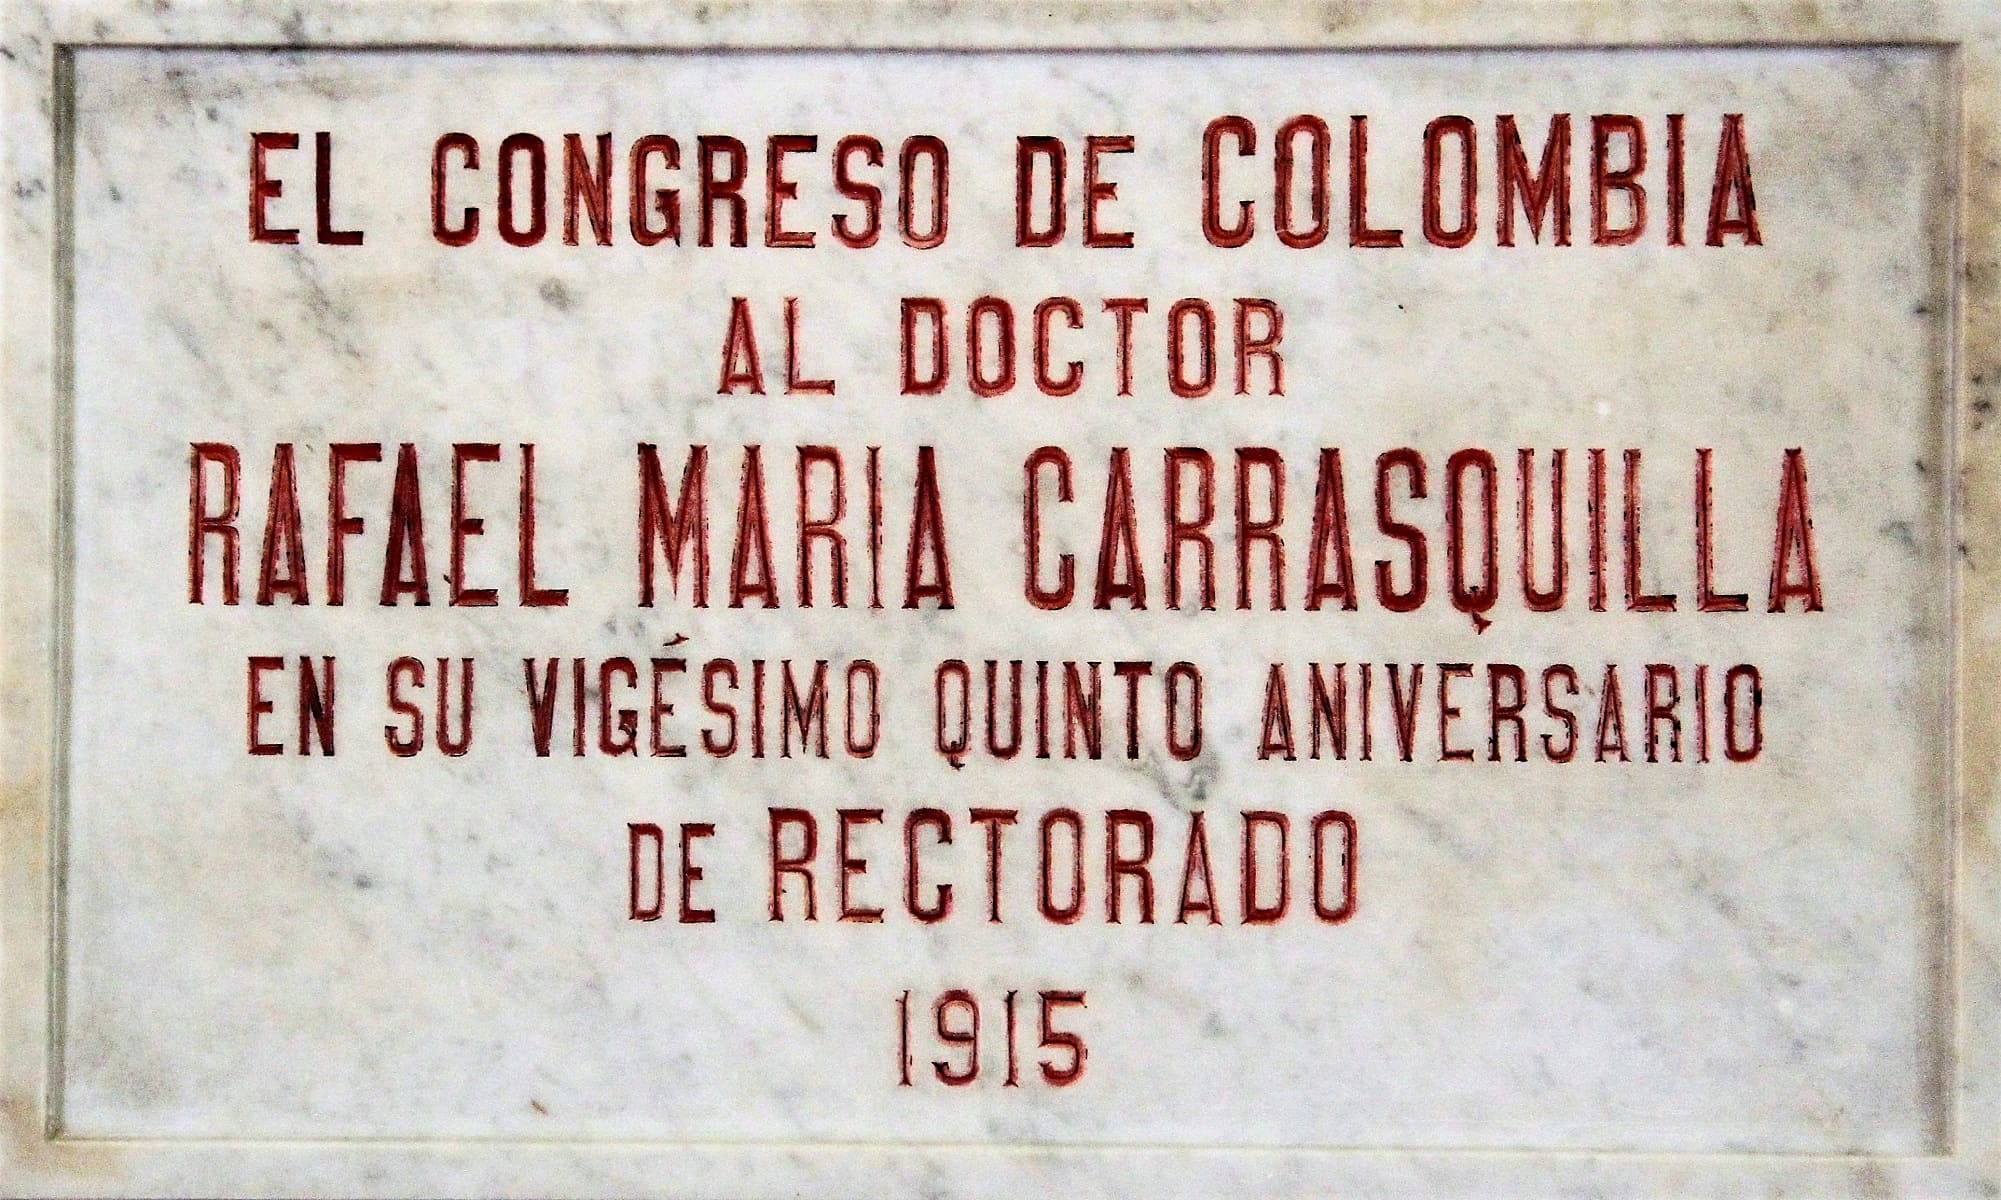 EL CONGRESO DE COLOMBIA
AL DOCTOR
RAFAEL MARIA CARRASQUILLA
EN SU VIGÉSIMO QUINTO ANIVERSARIO
DE RECTORADO
1915